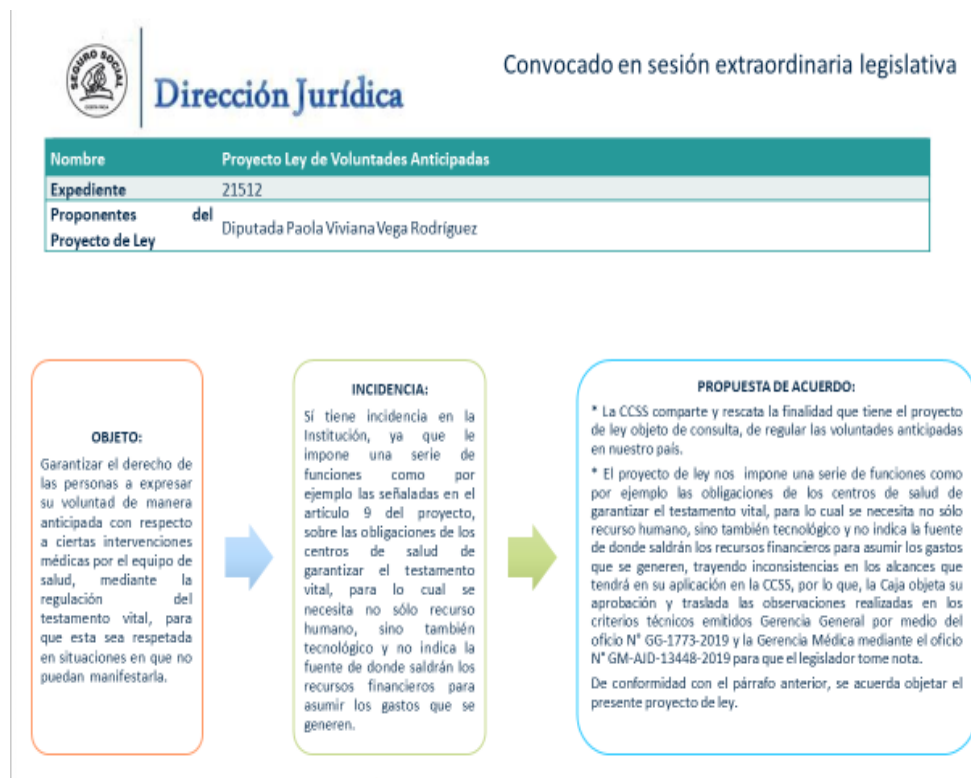 SEGURO SOCIAL
COSTA RICA
Dirección Jurídica
Convocado en sesión extraordinaria legislativa
Nombre Proyecto Ley de Voluntades Anticipadas
Expediente 21512
Proponentes del
Proyecto de Ley
Diputada Paola Viviana Vega Rodríguez
OBJETO:
Garantizar el derecho de
las personas a expresar
su voluntad de manera
anticipada con respecto
a ciertas intervenciones
médicas por el equipo de
salud, mediante la
regulación del
testamento vital, para
que esta sea respetada
en situaciones en que no
puedan manifestarla.
INCIDENCIA:
Sí tiene incidencia en la
Institución, ya que le
impone una serie de
funciones como por
ejemplo las señaladas en el
artículo 9 del proyecto,
sobre las obligaciones de los
centros de salud de
garantizar el testamento
vital, para lo cual se
necesita no sólo recurso
humano, sino también
tecnológico y no indica la
fuente de donde saldrán los
recursos financieros para
asumir los gastos que se
generen.
PROPUESTA DE ACUERDO:
* La CCSS comparte y rescata la finalidad que tiene el proyecto
de ley objeto de consulta, de regular las voluntades anticipadas
en nuestro país.
* El proyecto de ley nos impone una serie de funciones como
por ejemplo las obligaciones de los centros de salud de
garantizar el testamento vital, para lo cual se necesita no sólo
recurso humano, sino también tecnológico y no indica la fuente
de donde saldrán los recursos financieros para asumir los gastos
que se generen, trayendo inconsistencias en los alcances que
tendrá en su aplicación en la CCSS, por lo que, la Caja objeta su
aprobación y traslada las observaciones realizadas en los
criterios técnicos emitidos Gerencia General por medio del
oficio N° GG-1773-2019 y la Gerencia Médica mediante el oficio
N° GM-AJD-13448-2019 para que el legislador tome nota.
De conformidad con el párrafo anterior, se acuerda objetar el
presente proyecto de ley.